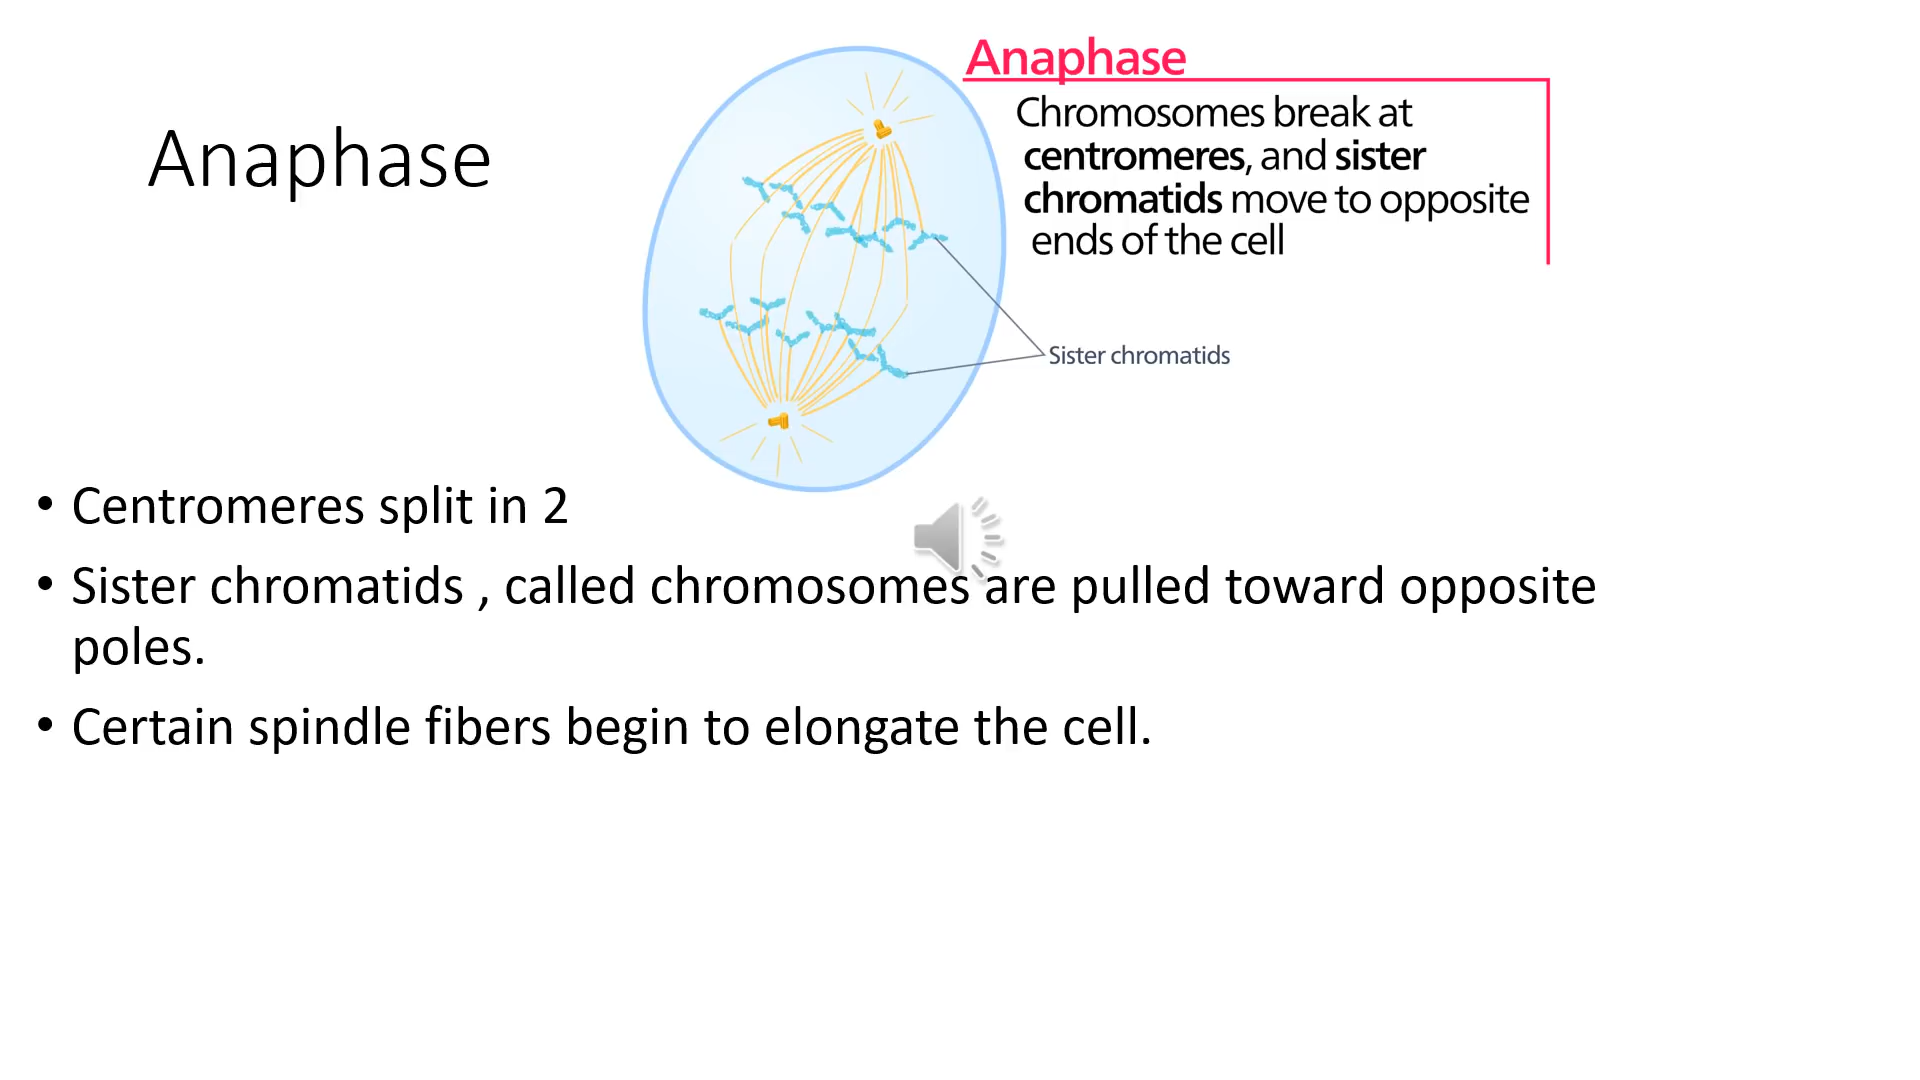 Anaphase
Anaphase
Chromosomes break at
centromeres, and sister
chromatids move to opposite
ends of the cell
Sister chromatids
• Centromeres split in 2
• Sister chromatids , called chromosomes are pulled toward opposite
poles.
• Certain spindle fibers begin to elongate the cell.